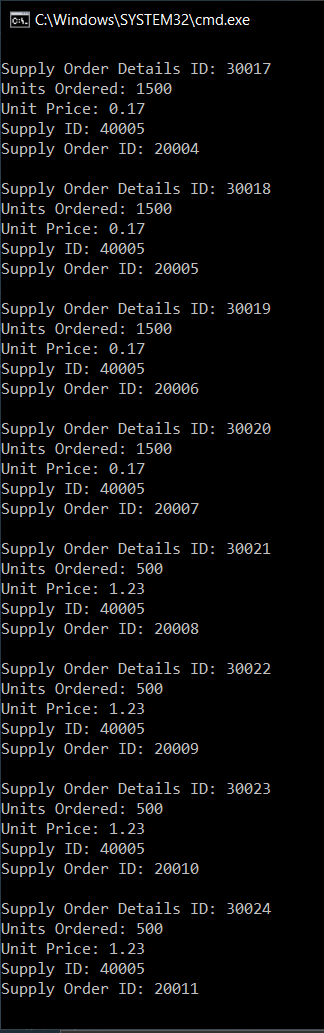 C:\Windows\SYSTEM32\cmd.exe
Supply Order Details ID: 30017
Units Ordered: 1500
Unit Price: 0.17
Supply ID: 40005
Supply Order ID: 20004
Supply Order Details ID: 30018
Units Ordered: 1500
Unit Price: 0.17
Supply ID: 40005
Supply Order ID: 20005
Supply Order Details ID: 30019
Units Ordered: 1500
Unit Price: 0.17
Supply ID: 40005
Supply Order ID: 20006
Supply Order Details ID: 30020
Units Ordered: 1500
Unit Price: 0.17
Supply ID: 40005
Supply Order ID: 20007
Supply Order Details ID: 30021
Units Ordered: 500
Unit Price: 1.23
Supply ID: 40005
Supply Order ID: 20008
Supply Order Details ID: 30022
Units Ordered: 500
Unit Price: 1.23
Supply ID: 40005
Supply Order ID: 20009
Supply Order Details ID: 30023
Units Ordered: 500
Unit Price: 1.23
Supply ID: 40005
Supply Order ID: 20010
Supply Order Details ID: 30024
Units Ordered: 500
Unit Price: 1.23
Supply ID: 40005
Supply Order ID: 20011